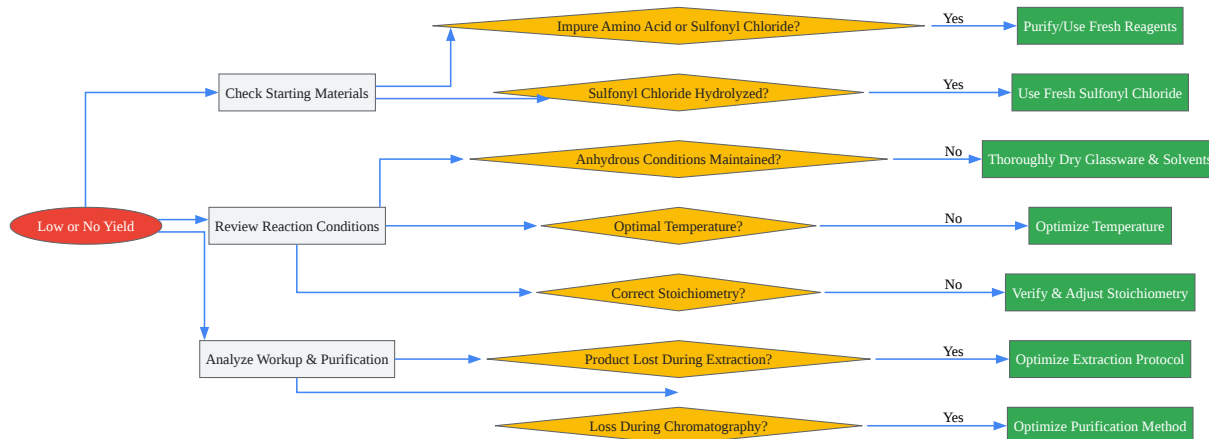 Impure Amino Acid or Sulfonyl Chloride?
Yes
Purify/Use Fresh Reagents
Check Starting Materials
Sulfonyl Chloride Hydrolyzed?
Yes
Use Fresh Sulfonyl Chloride
Anhydrous Conditions Maintained?
No
Thoroughly Dry Glassware & Solvents
Low or No Yield
Review Reaction Conditions
Optimal Temperature?
No
Optimize Temperature
Correct Stoichiometry?
No
Verify & Adjust Stoichiometry
Analyze Workup & Purification
Product Lost During Extraction?
Yes
Optimize Extraction Protocol
Loss During Chromatography?
Yes
Optimize Purification Method